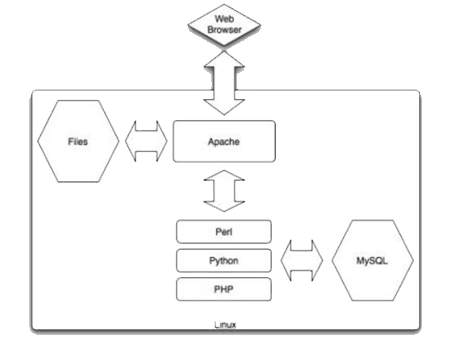 Web
Browser
Files
Apache
Perl
Python
MySQL
PHP
Linux